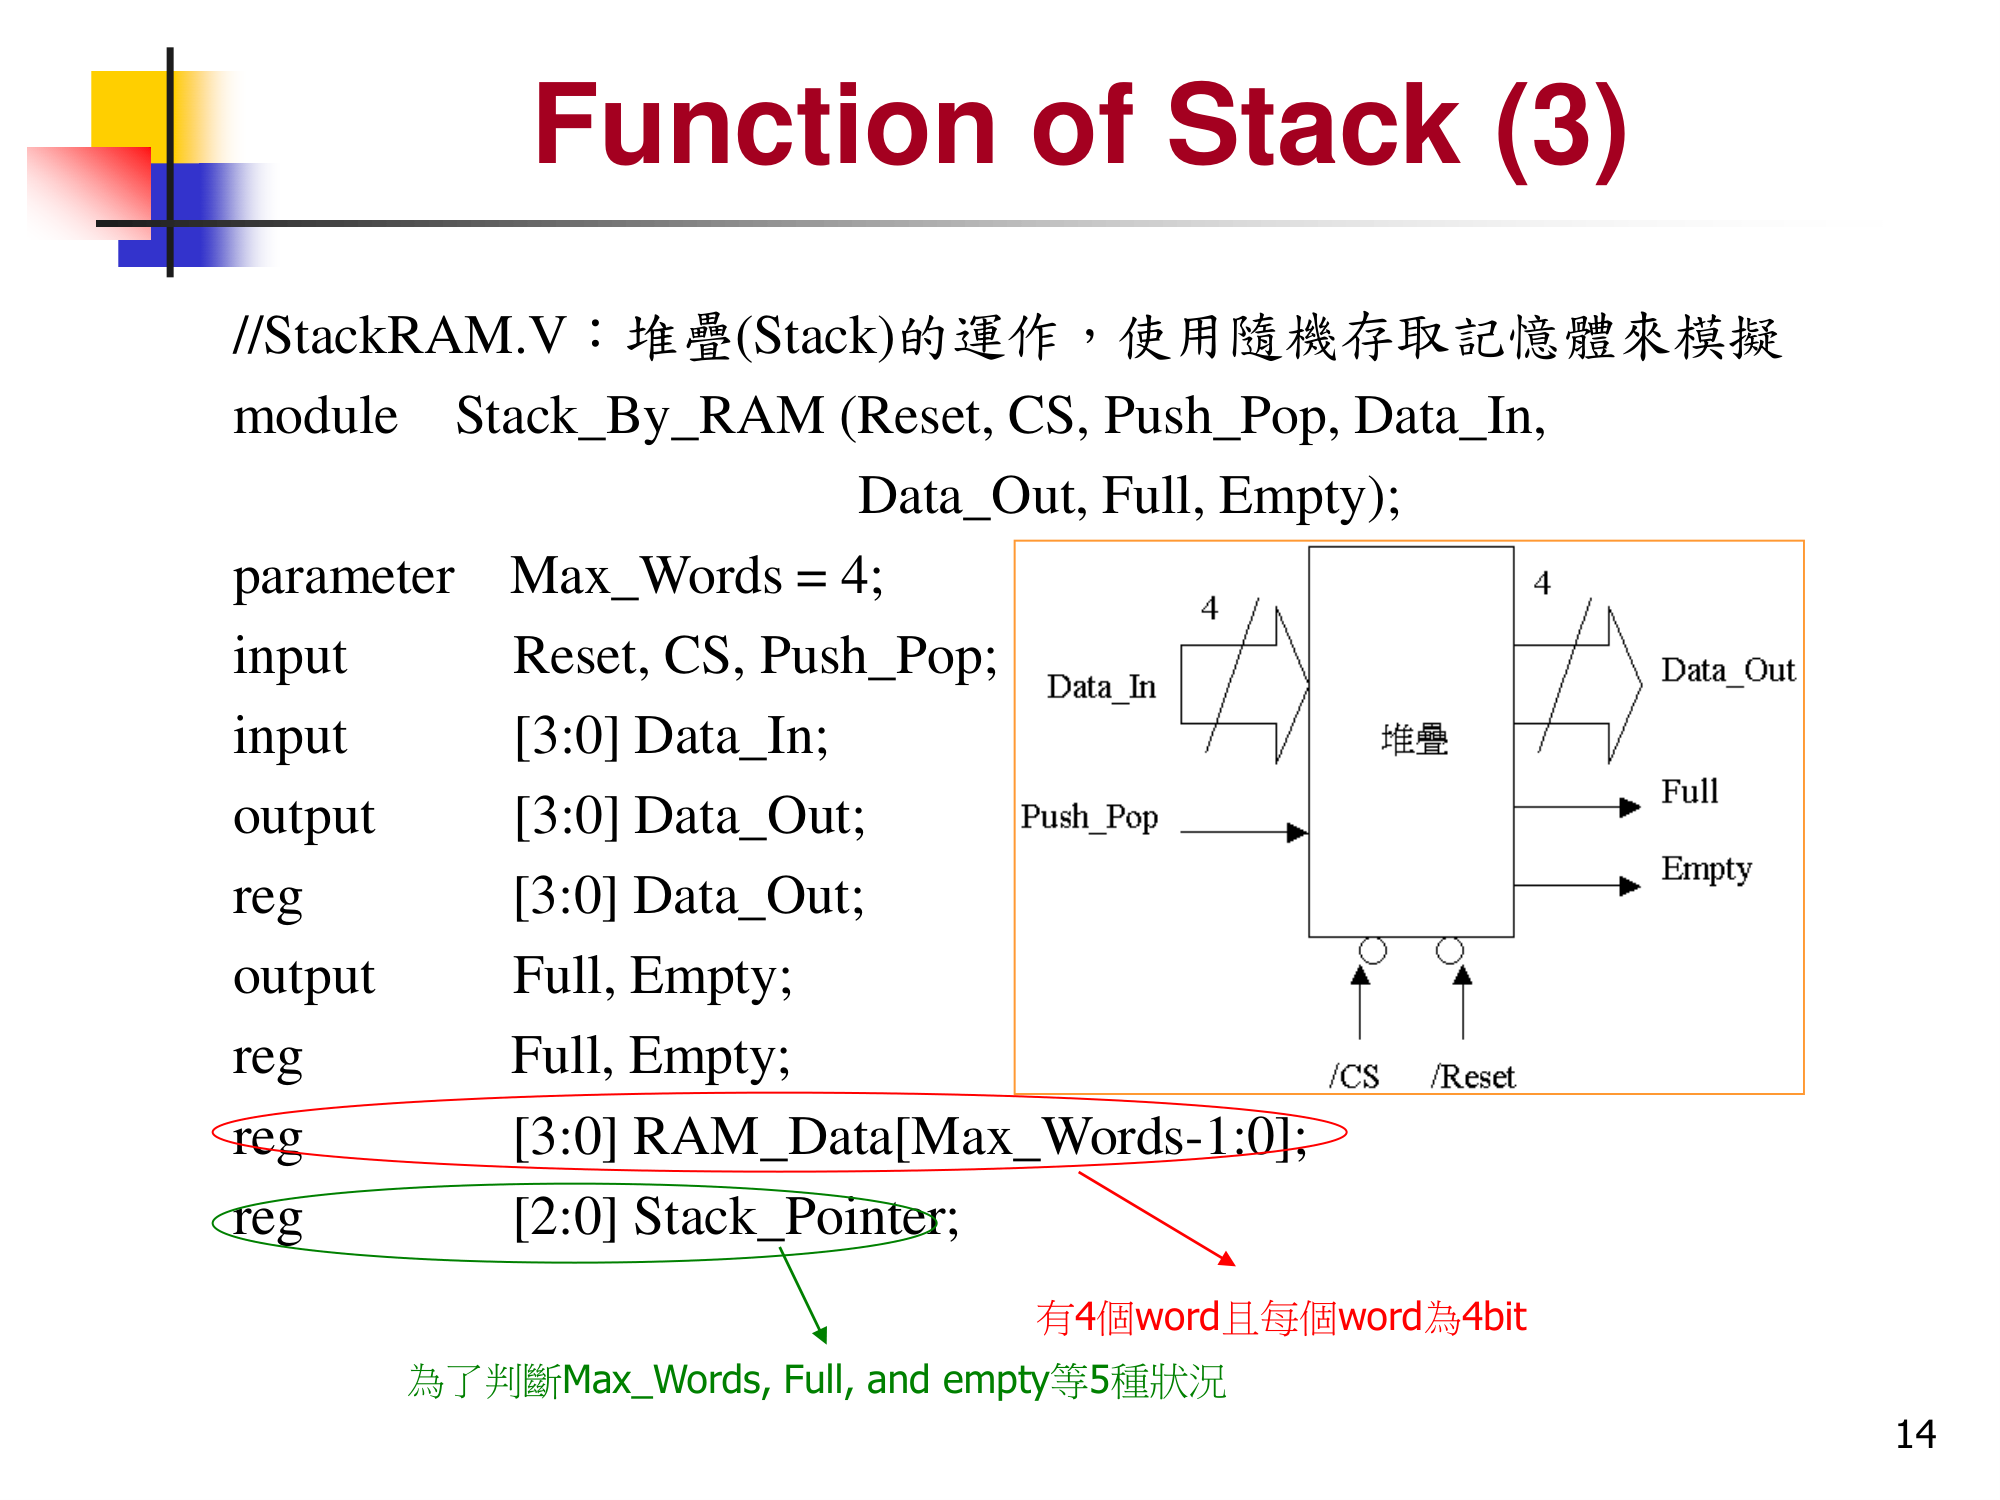 Function of Stack (3)
//StackRAM.V：堆疊(Stack)的運作，使用隨機存取記憶體來模擬
module Stack_By_RAM (Reset, CS, Push_Pop, Data_In,
Data_Out, Full, Empty);
parameter Max_Words = 4;
input Reset, CS, Push_Pop;
input [3:0] Data_In;
output [3:0] Data_Out;
reg [3:0] Data_Out;
output Full, Empty;
reg Full, Empty;
reg [3:0] RAM_Data[Max_Words-1:0];
reg [2:0] Stack_Pointer;
4
4
Data_In
Data_Out
堆疊
Push_Pop
Full
Empty
/CS
/Reset
有4個word且每個word為4bit
為了判斷Max_Words, Full, and empty等5種狀況
14